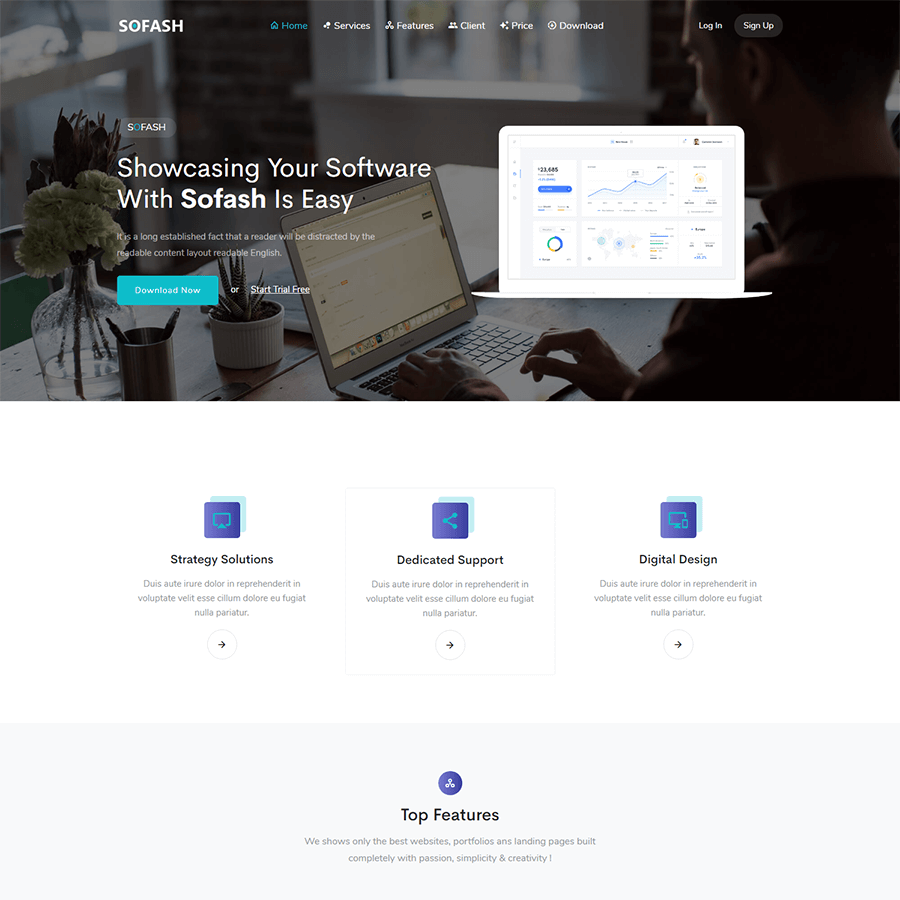 SOFASH
Home Services Features Client Price Download
Log In Sign Up
SOFASH
Showcasing Your Software
With Sofash Is Easy
It is a long established fact that a reader will be distracted by the
readable content layout readable English.
Download Now or Start Trial Free
23,685
Strategy Solutions
Duis aute irure dolor in reprehenderit in
voluptate velit esse cillum dolore eu fugiat
nulla pariatur.
Dedicated Support
Duis aute irure dolor in reprehenderit in
voluptate velit esse cillum dolore eu fugiat
nulla pariatur.
Digital Design
Duis aute irure dolor in reprehenderit in
voluptate velit esse cillum dolore eu fugiat
nulla pariatur.
Top Features
We shows only the best websites, portfolios ans landing pages built
completely with passion, simplicity & creativity !